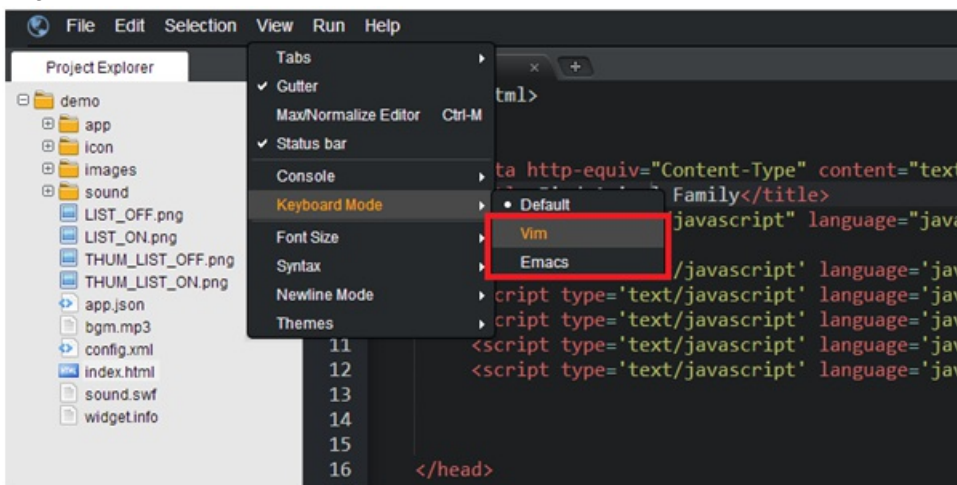 File Edit Selection View Run Help
Project Explorer
demo
app
icon
images
sound
LIST_OFF.png
LIST_ON.png
THUM_LIST_OFF.png
THUM_LIST_ON.png
app.json
bgm.mp3
config.xml
index.html
sound.swf
widget.info
Tabs
Gutter
Max/Normalize Editor Ctrl-M
Status bar
Console
Keyboard Mode
Font Size
Syntax
Newline Mode
Themes
Default
Vim
Emacs
× +
tml>
ta http-equiv="Content-Type" content="text
Family</title>
/javascript" language="java
/javascript' language='jav
cript type='text/javascript' language='jav
cript type='text/javascript' language='jav
11 <script type='text/javascript' language='jav
12 <script type='text/javascript' language='jav
13
14
15
16 </head>